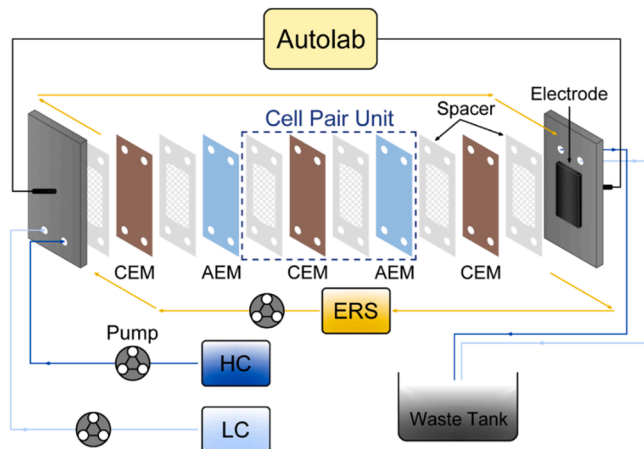 Autolab
Electrode
Spacer
Cell Pair Unit
CEM
AEM
CEM
AEM
CEM
ERS
Pump
HC
LC
Waste Tank